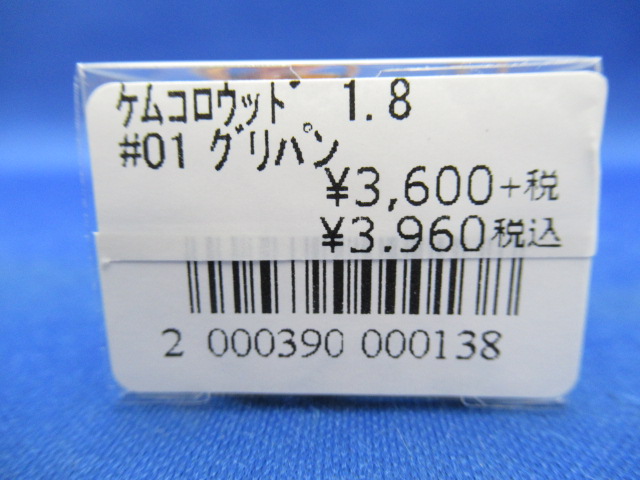 ケムコロウッド 1.8
#01 グリパン
¥3,600+税
¥3.960税込
2 000390 000138